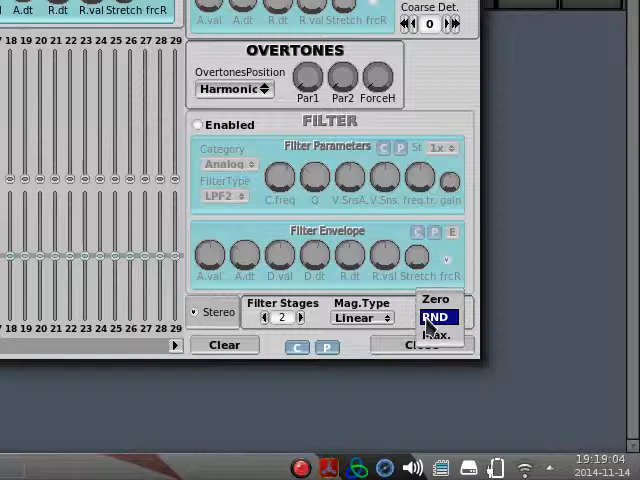 A.dt R.dt R.val Stretch frcR
A.val A.dt R.dt R.val Stretch frcR
Coarse Det.
0
18 19 20 21 22 23 24 25 26 27 28 29
OVERTONES
OvertonesPosition
Harmonic
Par1 Par2 ForceH
Enabled
FILTER
Category
Filter Parameters C P St 1x
Analog
FilterType
LPF2
C.freq Q V.SnsA. V.Sns. freq.tr. gain
Filter Envelope C P E
A.val A.dt D.val D.dt R.dt R.val Stretch frcR
Zero
RND
Max.
Stereo
Filter Stages
2
Mag.Type
Linear
18 19 20 21 22 23 24 25 26 27 28 29
Clear
C P
Close
19:19:04
2014-11-14